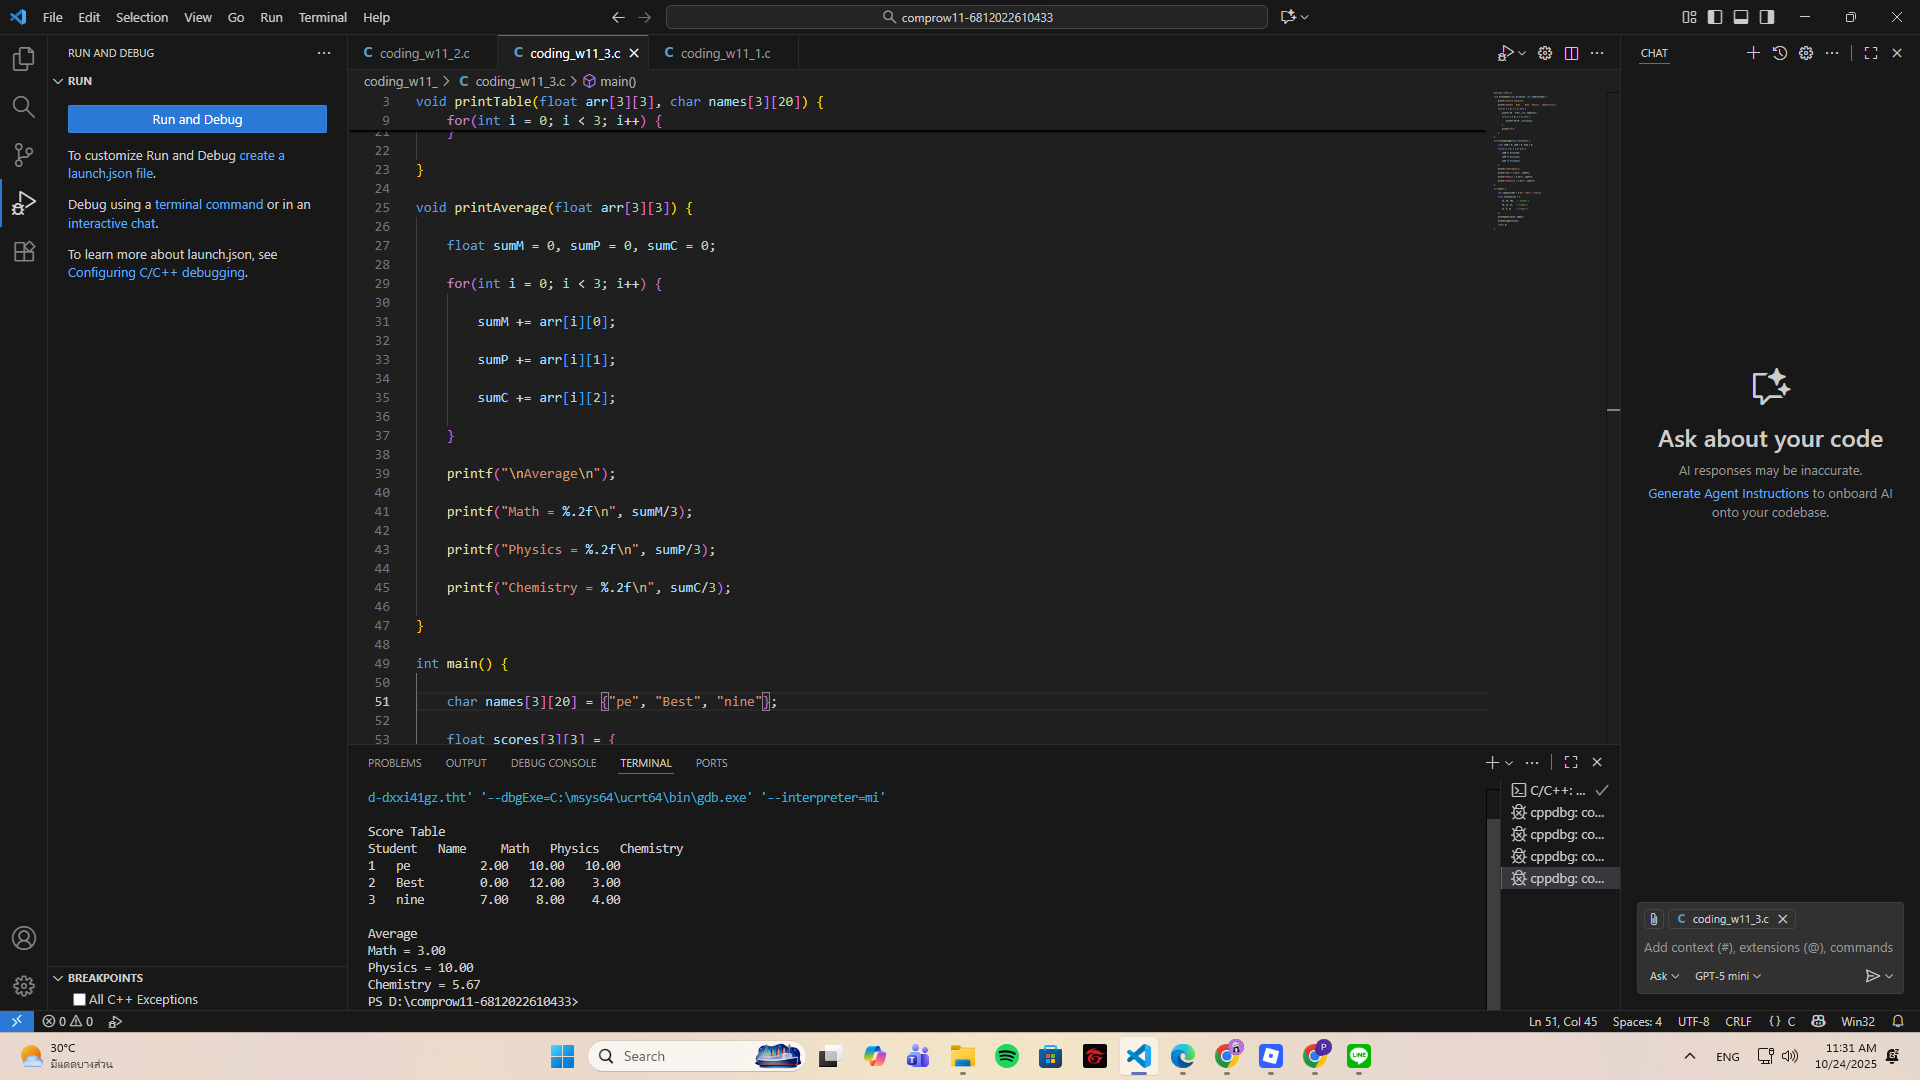 File Edit Selection View Go Run Terminal Help
comprow11-6812022610433
RUN AND DEBUG
RUN
Run and Debug
To customize Run and Debug create a
launch.json file.
Debug using a terminal command or in an
interactive chat.
To learn more about launch.json, see
Configuring C/C++ debugging.
BREAKPOINTS
All C++ Exceptions
C coding_w11_2.c
C coding_w11_3.c
C coding_w11_1.c
coding_w11_ > C coding_w11_3.c > main()
3 void printTable(float arr[3][3], char names[3][20]) {
9 for(int i = 0; i < 3; i++) {
21 }
22
23 }
24
25 void printAverage(float arr[3][3]) {
26
27 float sumM = 0, sumP = 0, sumC = 0;
28
29 for(int i = 0; i < 3; i++) {
30
31 sumM += arr[i][0];
32
33 sumP += arr[i][1];
34
35 sumC += arr[i][2];
36
37 }
38
39 printf("\nAverage\n");
40
41 printf("Math = %.2f\n", sumM/3);
42
43 printf("Physics = %.2f\n", sumP/3);
44
45 printf("Chemistry = %.2f\n", sumC/3);
46
47 }
48
49 int main() {
50
51 char names[3][20] = {"pe", "Best", "nine"};
52
53 float scores[3][3] = {
PROBLEMS OUTPUT DEBUG CONSOLE TERMINAL PORTS
d-dxxi41gz.tht' '--dbgExe=C:\msys64\ucrt64\bin\gdb.exe' '--interpreter=mi'
Score Table
Student Name Math Physics Chemistry
1 pe 2.00 10.00 10.00
2 Best 0.00 12.00 3.00
3 nine 7.00 8.00 4.00
Average
Math = 3.00
Physics = 10.00
Chemistry = 5.67
PS D:\comprow11-6812022610433>
C/C++: ...
cppdbg: co...
cppdbg: co...
cppdbg: co...
cppdbg: co...
CHAT
Ask about your code
AI responses may be inaccurate.
Generate Agent Instructions to onboard AI
onto your codebase.
C coding_w11_3.c
Add context (#), extensions (@), commands
Ask GPT-5 mini
0 0
Ln 51, Col 45 Spaces: 4 UTF-8 CRLF {} C Win32
30°C
มีแดดบางส่วน
Search
ENG
11:31 AM
10/24/2025